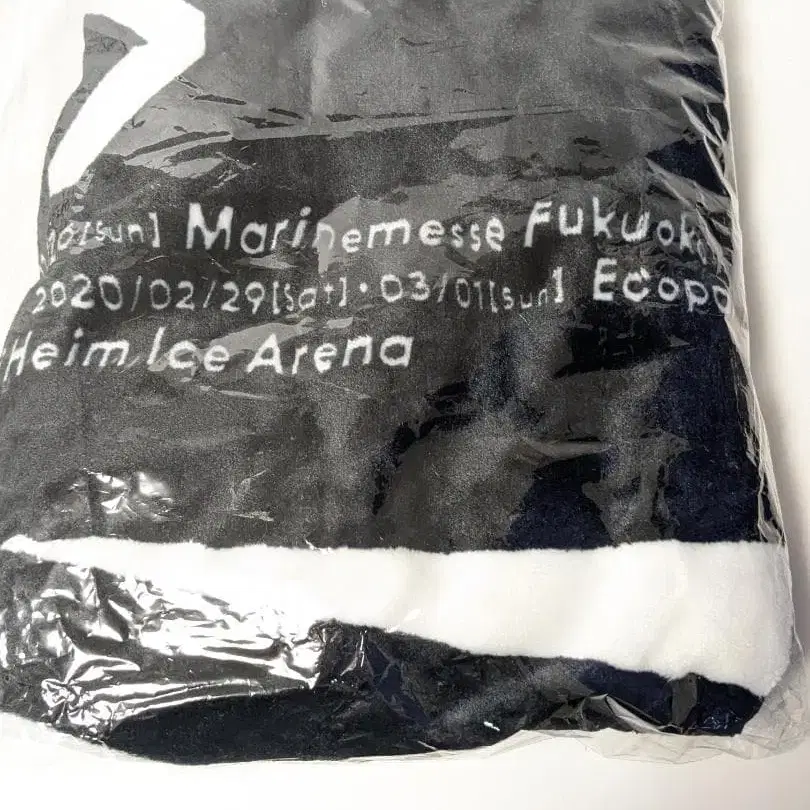 [Sun] Marinemesse Fukuoka
2020/02/29[Sat]・03/01[Sun] Ecopa
Heim Ice Arena